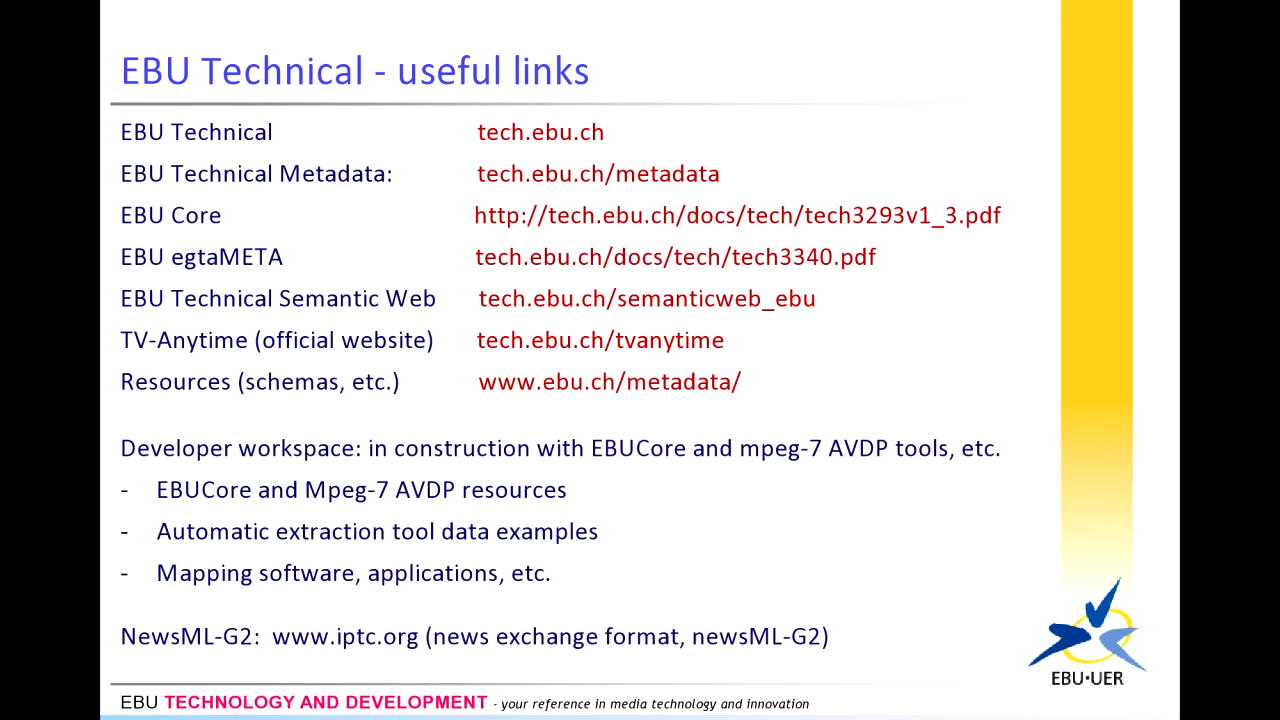 EBU Technical - useful links
EBU Technical tech.ebu.ch
EBU Technical Metadata: tech.ebu.ch/metadata
EBU Core http://tech.ebu.ch/docs/tech/tech3293v1_3.pdf
EBU egtaMETA tech.ebu.ch/docs/tech/tech3340.pdf
EBU Technical Semantic Web tech.ebu.ch/semanticweb_ebu
TV-Anytime (official website) tech.ebu.ch/tvanytime
Resources (schemas, etc.) www.ebu.ch/metadata/
Developer workspace: in construction with EBUCore and mpeg-7 AVDP tools, etc.
- EBUCore and Mpeg-7 AVDP resources
- Automatic extraction tool data examples
- Mapping software, applications, etc.
NewsML-G2: www.iptc.org (news exchange format, newsML-G2)
EBU·UER
EBU TECHNOLOGY AND DEVELOPMENT - your reference in media technology and innovation